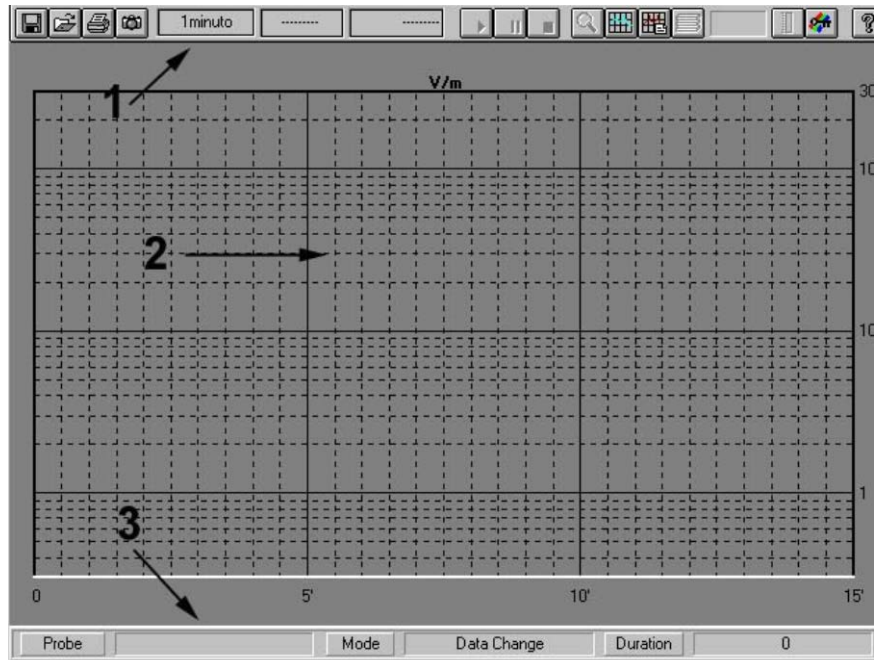 1minuto --------- ---------
1
V/m
30
10
2
10
1
3
0 5' 10' 15'
Probe Mode Data Change Duration 0